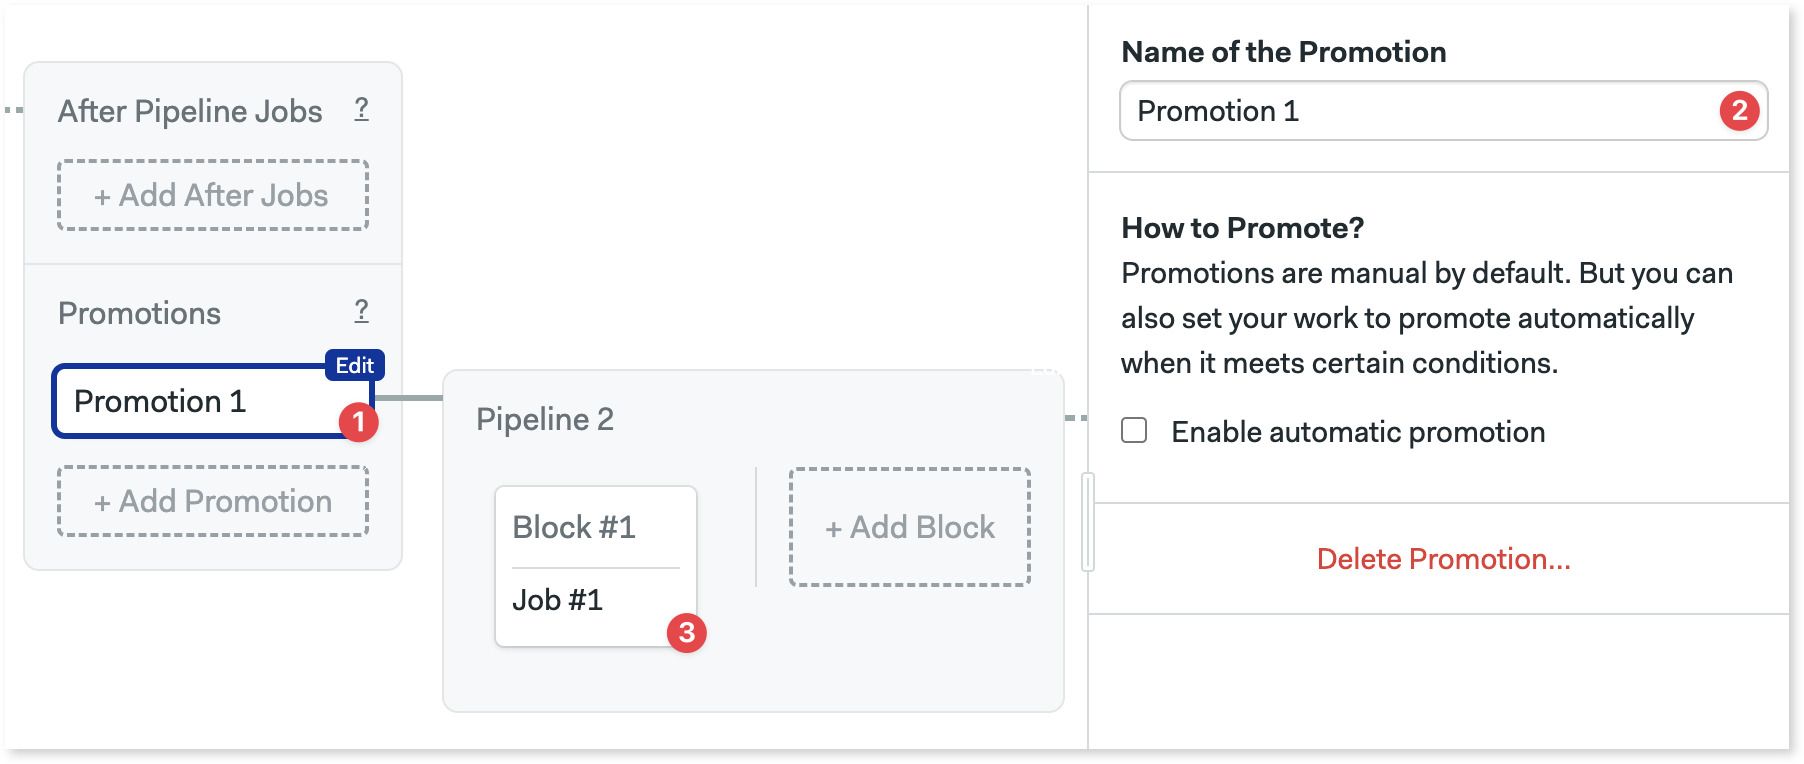 After Pipeline Jobs ?
+ Add After Jobs
Promotions ?
Edit
Promotion 1
1
+ Add Promotion
Pipeline 2
Block #1
Job #1
3
+ Add Block
Name of the Promotion
Promotion 1 2
How to Promote?
Promotions are manual by default. But you can
also set your work to promote automatically
when it meets certain conditions.
Enable automatic promotion
Delete Promotion...